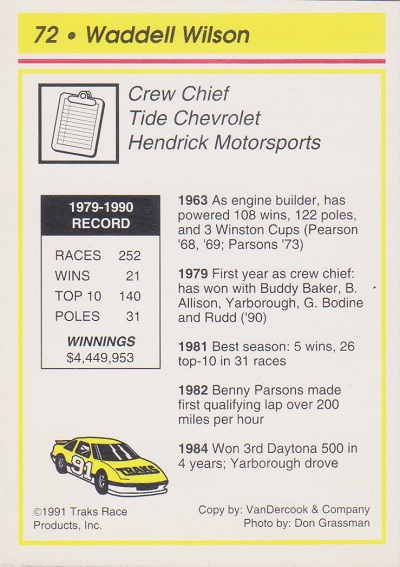 72 • Waddell Wilson
Crew Chief
Tide Chevrolet
Hendrick Motorsports
1979-1990
RECORD
RACES 252
WINS 21
TOP 10 140
POLES 31
WINNINGS
$4,449,953
1963 As engine builder, has
powered 108 wins, 122 poles,
and 3 Winston Cups (Pearson
'68, '69; Parsons '73)
1979 First year as crew chief:
has won with Buddy Baker, B.
Allison, Yarborough, G. Bodine
and Rudd ('90)
1981 Best season: 5 wins, 26
top-10 in 31 races
1982 Benny Parsons made
first qualifying lap over 200
miles per hour
1984 Won 3rd Daytona 500 in
4 years; Yarborough drove
91
TRAKS
©1991 Traks Race
Products, Inc.
Copy by: VanDercook & Company
Photo by: Don Grassman